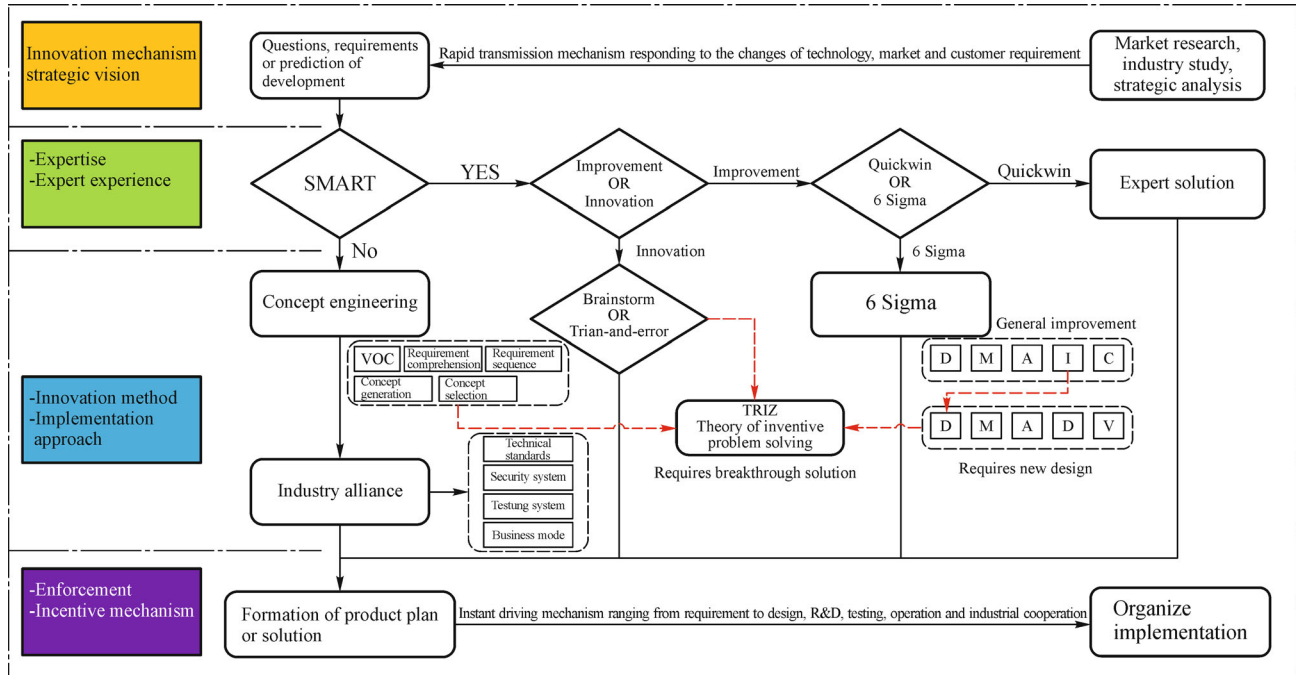 Innovation mechanism
strategic vision
Questions, requirements
or prediction of
development
Rapid transmission mechanism responding to the changes of technology, market and customer requirement
Market research,
industry study,
strategic analysis
-Expertise
-Expert experience
SMART
YES
Improvement
OR
Innovation
Improvement
Quickwin
OR
6 Sigma
Quickwin
Expert solution
No
Innovation
6 Sigma
Concept engineering
Brainstorm
OR
Trian-and-error
6 Sigma
General improvement
D M A I C
VOC
Requirement
comprehension
Requirement
sequence
Concept
generation
Concept
selection
-Innovation method
-Implementation
approach
TRIZ
Theory of inventive
problem solving
Requires breakthrough solution
D M A D V
Requires new design
Industry alliance
Technical
standards
Security system
Testung system
Business mode
-Enforcement
-Incentive mechanism
Formation of product plan
or solution
Instant driving mechanism ranging from requirement to design, R&D, testing, operation and industrial cooperation
Organize
implementation